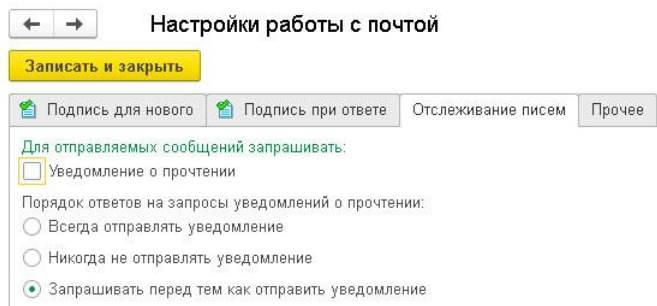 Настройки работы с почтой
Записать и закрыть
Подпись для нового Подпись при ответе Отслеживание писем Прочее
Для отправляемых сообщений запрашивать:
Уведомление о прочтении
Порядок ответов на запросы уведомлений о прочтении:
Всегда отправлять уведомление
Никогда не отправлять уведомление
Запрашивать перед тем как отправить уведомление